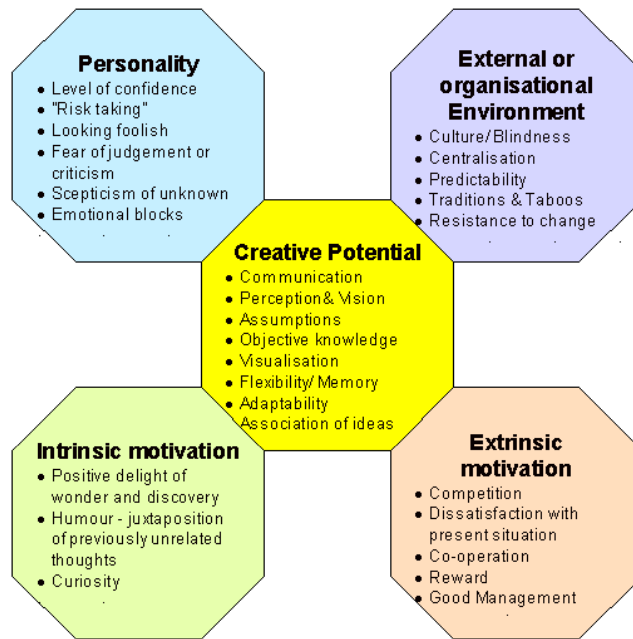 Personality
• Level of confidence
• "Risk taking"
• Looking foolish
• Fear of judgement or
criticism
• Scepticism of unknown
• Emotional blocks
External or
organisational
Environment
• Culture/Blindness
• Centralisation
• Predictability
• Traditions & Taboos
• Resistance to change
Creative Potential
• Communication
• Perception& Vision
• Assumptions
• Objective knowledge
• Visualisation
• Flexibility/ Memory
• Adaptability
Association of ideas
Intrinsic motivation
• Positive delight of
wonder and discovery
• Humour - juxtaposition
of previously unrelated
thoughts
• Curiosity
Extrinsic
motivation
• Competition
• Dissatisfaction with
present situation
• Co-operation
• Reward
• Good Management